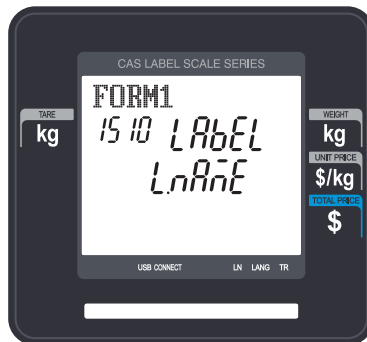 CAS LABEL SCALE SERIES
FORM1
TARE
kg
1510 LAbEL
L.nAmE
WEIGHT
kg
UNIT PRICE
$/kg
TOTAL PRICE
$
USB CONNECT LN LANG TR